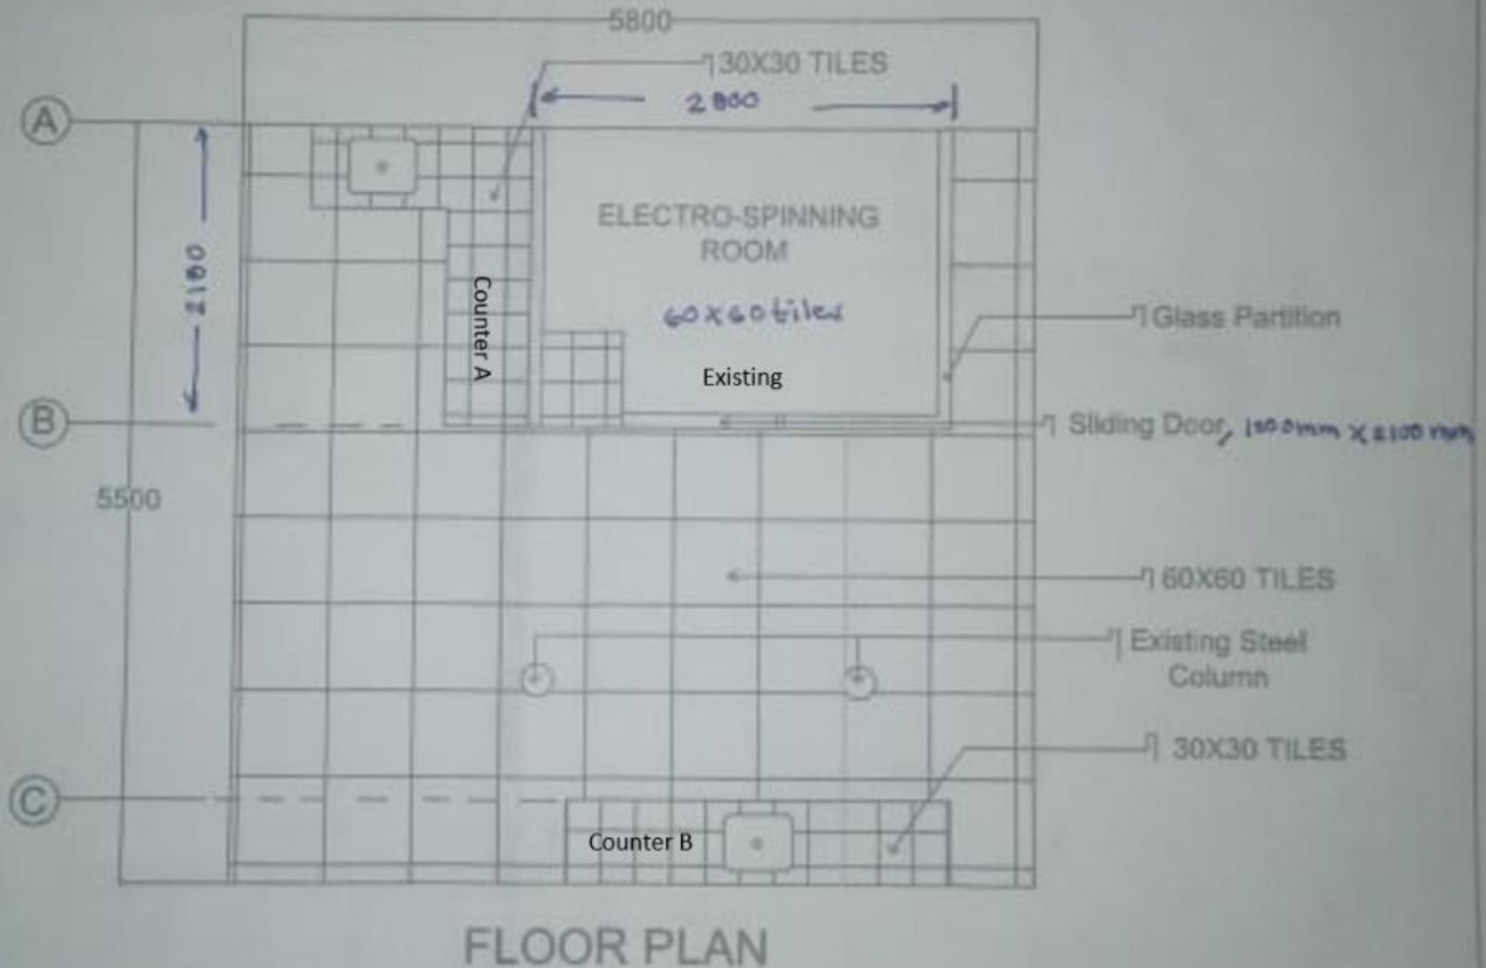 5800
30X30 TILES
2800
A
ELECTRO-SPINNING
ROOM
2180
60x60 tiles
Counter A
Glass Partition
Existing
B
Sliding Door, mm x 2100 mm
5500
60X60 TILES
Existing Steel
Column
30X30 TILES
C
Counter B
FLOOR PLAN